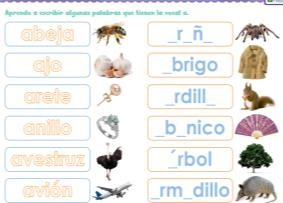 Aprendo a escribir algunas palabras que tienen la vocal a.
abeja
_r_ñ_
ajo
_brigo
arete
_rdill_
anillo
_b_nico
avestruz
´rbol
avión
_rm_dillo